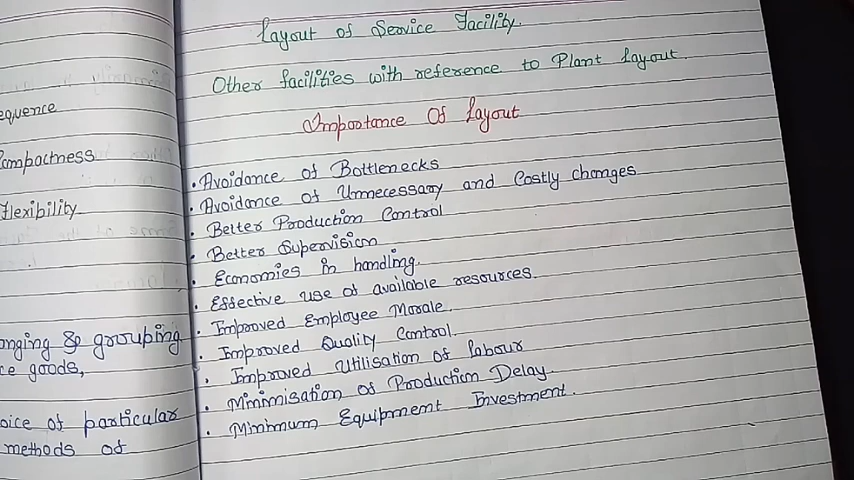 equence
ompactness
lexibility
anging & grouping
ce goods,
oice of particular
methods of
Layout of Service Facility.
Other facilities with reference to Plant Layout.
Importance Of Layout
• Avoidance of Bottlenecks
• Avoidance of Unnecessary and Costly changes
• Better Production Control
• Better Supervision
• Economies in handling.
• Effective use of available resources.
• Improved Employee Morale.
• Improved Quality Control
• Improved Utilisation of Labour
• Minimisation of Production Delay.
• Minimum Equipment Investment.